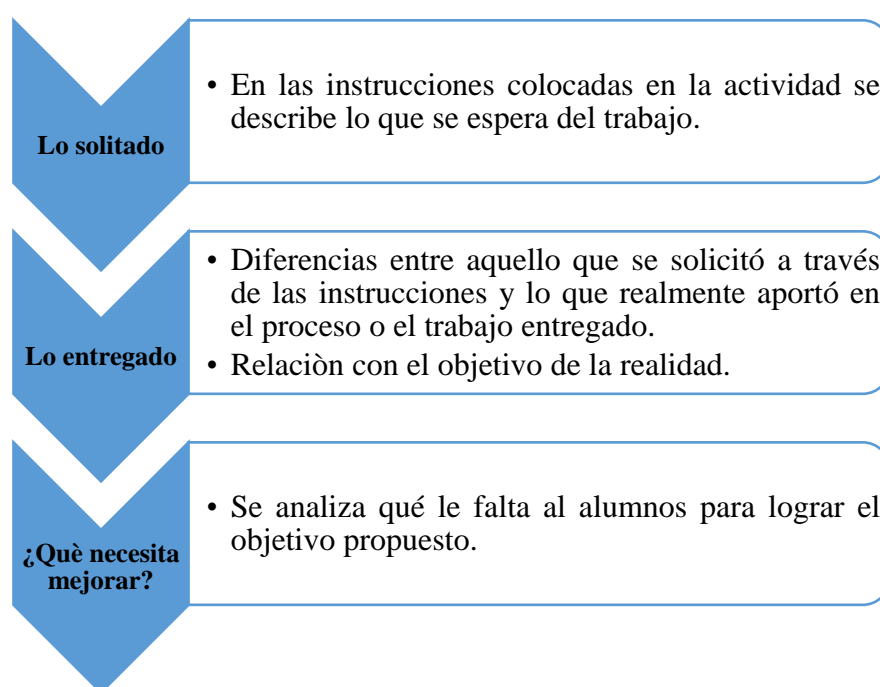 Lo solitado
• En las instrucciones colocadas en la actividad se
describe lo que se espera del trabajo.
Lo entregado
• Diferencias entre aquello que se solicitó a través
de las instrucciones y lo que realmente aportó en
el proceso o el trabajo entregado.
• Relaciòn con el objetivo de la realidad.
¿Què necesita
mejorar?
• Se analiza qué le falta al alumnos para lograr el
objetivo propuesto.